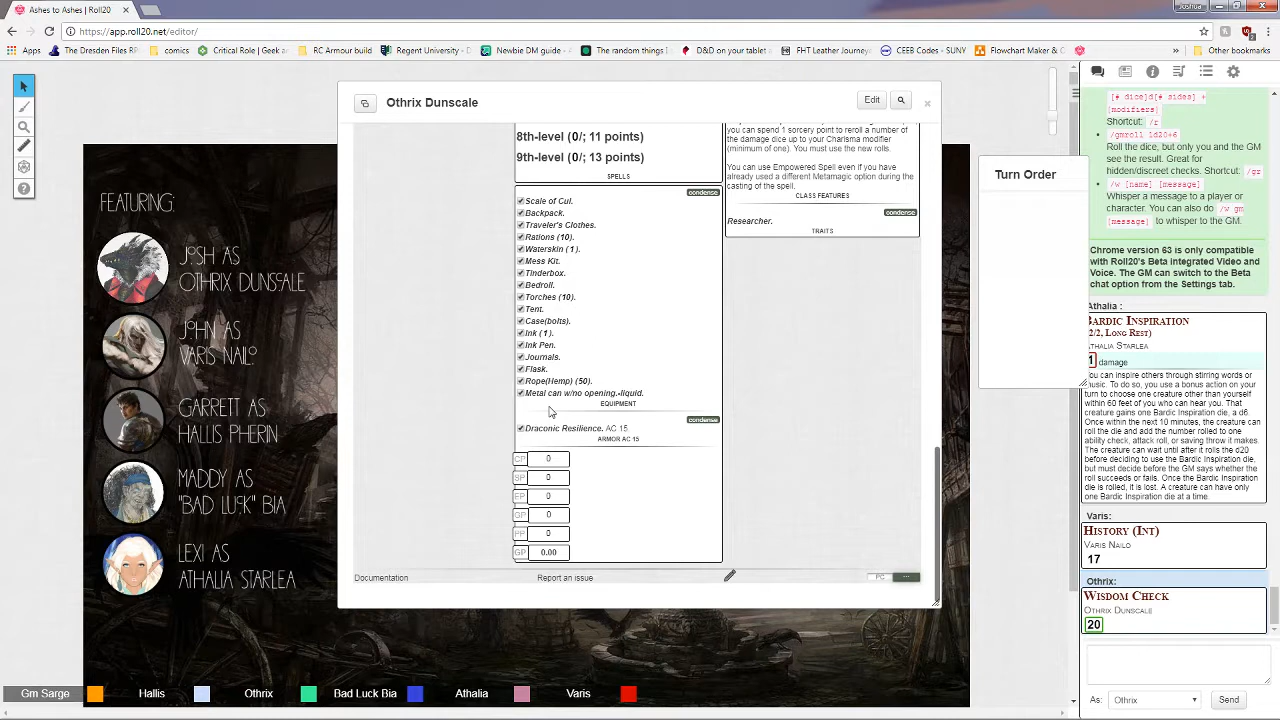 Ashes to Ashes | Roll20
Joshua
https://app.roll20.net/editor/
Apps
The Dresden Files RP
comics
Critical Role | Geek a
RC Armour build
Regent University -
Newbie DM guide -
The random things
D&D on your tablet
FHT Leather Journey
CEEB Codes - SUNY
Flowchart Maker & O
Other bookmarks
Othrix Dunscale
Edit
8th-level (0/; 11 points)
9th-level (0/; 13 points)
SPELLS
condense
Scale of Cul.
Backpack.
Traveler's Clothes.
Rations (10).
Waterskin (1).
Mess Kit.
Tinderbox.
Bedroll.
Torches (10).
Tent.
Case(bolts).
Ink (1).
Ink Pen.
Journals.
Flask.
Rope(Hemp) (50).
Metal can w/no opening.-liquid.
EQUIPMENT
condense
Draconic Resilience. AC 15
ARMOR AC 15
CP 0
SP 0
EP 0
GP 0
PP 0
GP 0.00
you can spend 1 sorcery point to reroll a number of
the damage dice up to your Charisma modifier
(minimum of one). You must use the new rolls.
You can use Empowered Spell even if you have
already used a different Metamagic option during the
casting of the spell.
CLASS FEATURES
condense
Researcher.
TRAITS
Documentation
Report an issue
PC
...
FEATURING:
JOSH AS
OTHRIX DUNSCALE
JOHN AS
VARIS NAILO
GARRETT AS
HALLIS PHERIN
MADDY AS
"BAD LUCK" BIA
LEXI AS
ATHALIA STARLEA
Gm Sarge
Hallis
Othrix
Bad Luck Bia
Athalia
Varis
Turn Order
[# dice]d[# sides] +
[modifiers]
Shortcut: /r
/gmroll 1d20+6
Roll the dice, but only you and the GM
see the result. Great for
hidden/discreet checks. Shortcut: /gr
/w [name] [message]
Whisper a message to a player or
character. You can also do /w gm
[message] to whisper to the GM.
Chrome version 63 is only compatible
with Roll20's Beta Integrated Video and
Voice. The GM can switch to the Beta
chat option from the Settings tab.
Athalia :
BARDIC INSPIRATION
2/2, LONG REST)
ATHALIA STARLEA
1 damage
You can inspire others through stirring words or
music. To do so, you use a bonus action on your
turn to choose one creature other than yourself
within 60 feet of you who can hear you. That
creature gains one Bardic Inspiration die, a d6.
Once within the next 10 minutes, the creature can
roll the die and add the number rolled to one
ability check, attack roll, or saving throw it makes.
The creature can wait until after it rolls the d20
before deciding to use the Bardic Inspiration die,
but must decide before the GM says whether the
roll succeeds or fails. Once the Bardic Inspiration
die is rolled, it is lost. A creature can have only
one Bardic Inspiration die at a time.
Varis:
HISTORY (INT)
VARIS NAILO
17
Othrix:
WISDOM CHECK
OTHRIX DUNSCALE
20
As:
Othrix
Send